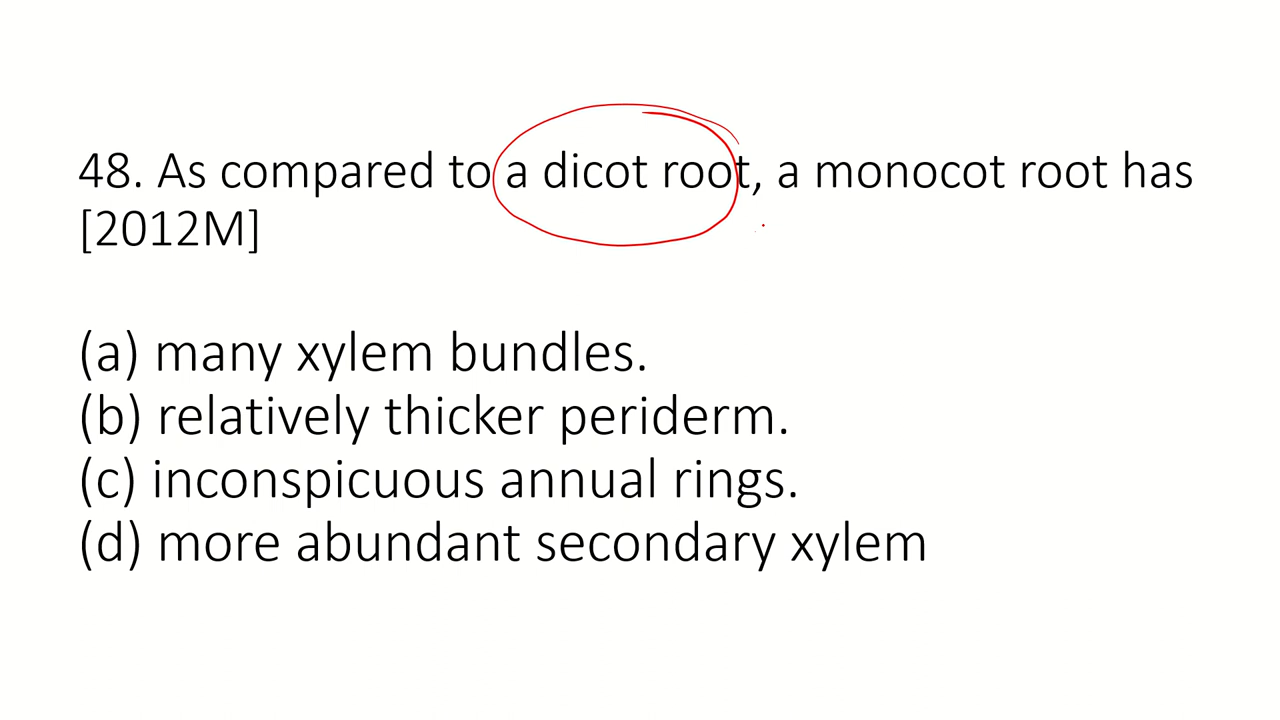 48. As compared to a dicot root, a monocot root has
[2012M]
(a) many xylem bundles.
(b) relatively thicker periderm.
(c) inconspicuous annual rings.
(d) more abundant secondary xylem